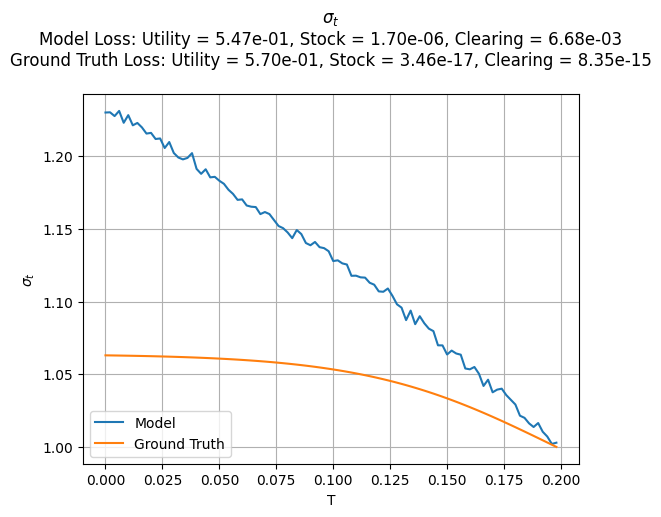 σₜ
Model Loss: Utility = 5.47e-01, Stock = 1.70e-06, Clearing = 6.68e-03
Ground Truth Loss: Utility = 5.70e-01, Stock = 3.46e-17, Clearing = 8.35e-15
1.20
1.15
1.10
1.05
1.00
σₜ
Model
Ground Truth
0.000 0.025 0.050 0.075 0.100 0.125 0.150 0.175 0.200
T